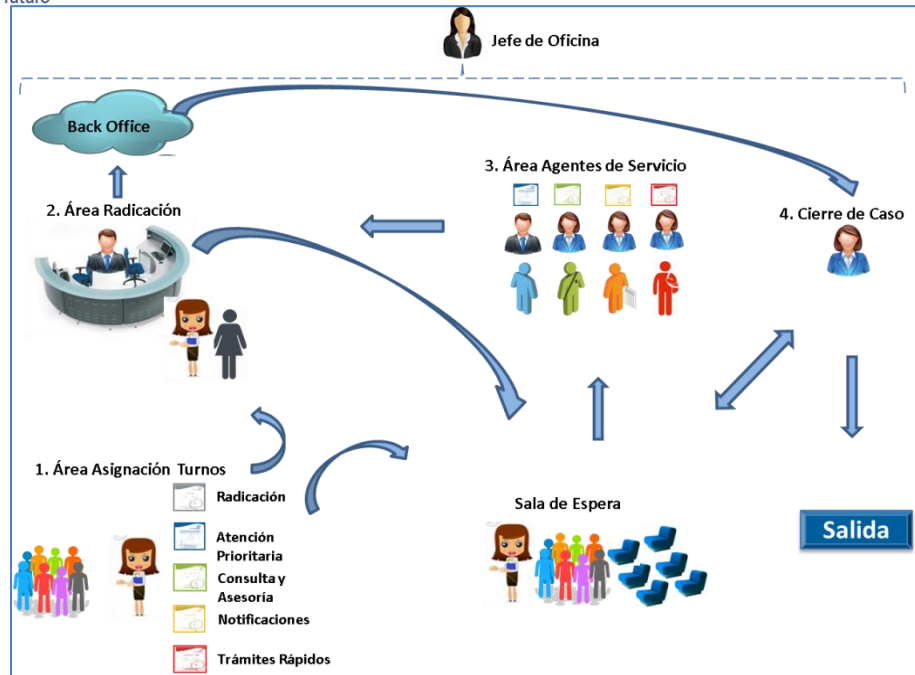 futuro
Jefe de Oficina
Back Office
3. Área Agentes de Servicio
2. Área Radicación
4. Cierre de Caso
1. Área Asignación Turnos
Radicación
Atención
Prioritaria
Consulta y
Asesoría
Notificaciones
Trámites Rápidos
Sala de Espera
Salida